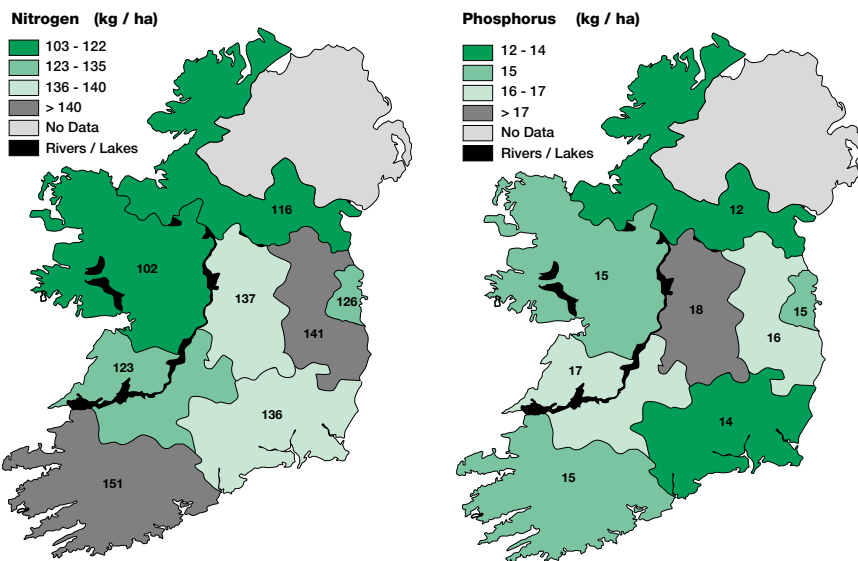 Nitrogen (kg / ha)
103 - 122
123 - 135
136 - 140
> 140
No Data
Rivers / Lakes
116
102
137
126
141
123
136
151
Phosphorus (kg / ha)
12 - 14
15
16 - 17
> 17
No Data
Rivers / Lakes
12
15
18
15
16
17
14
15